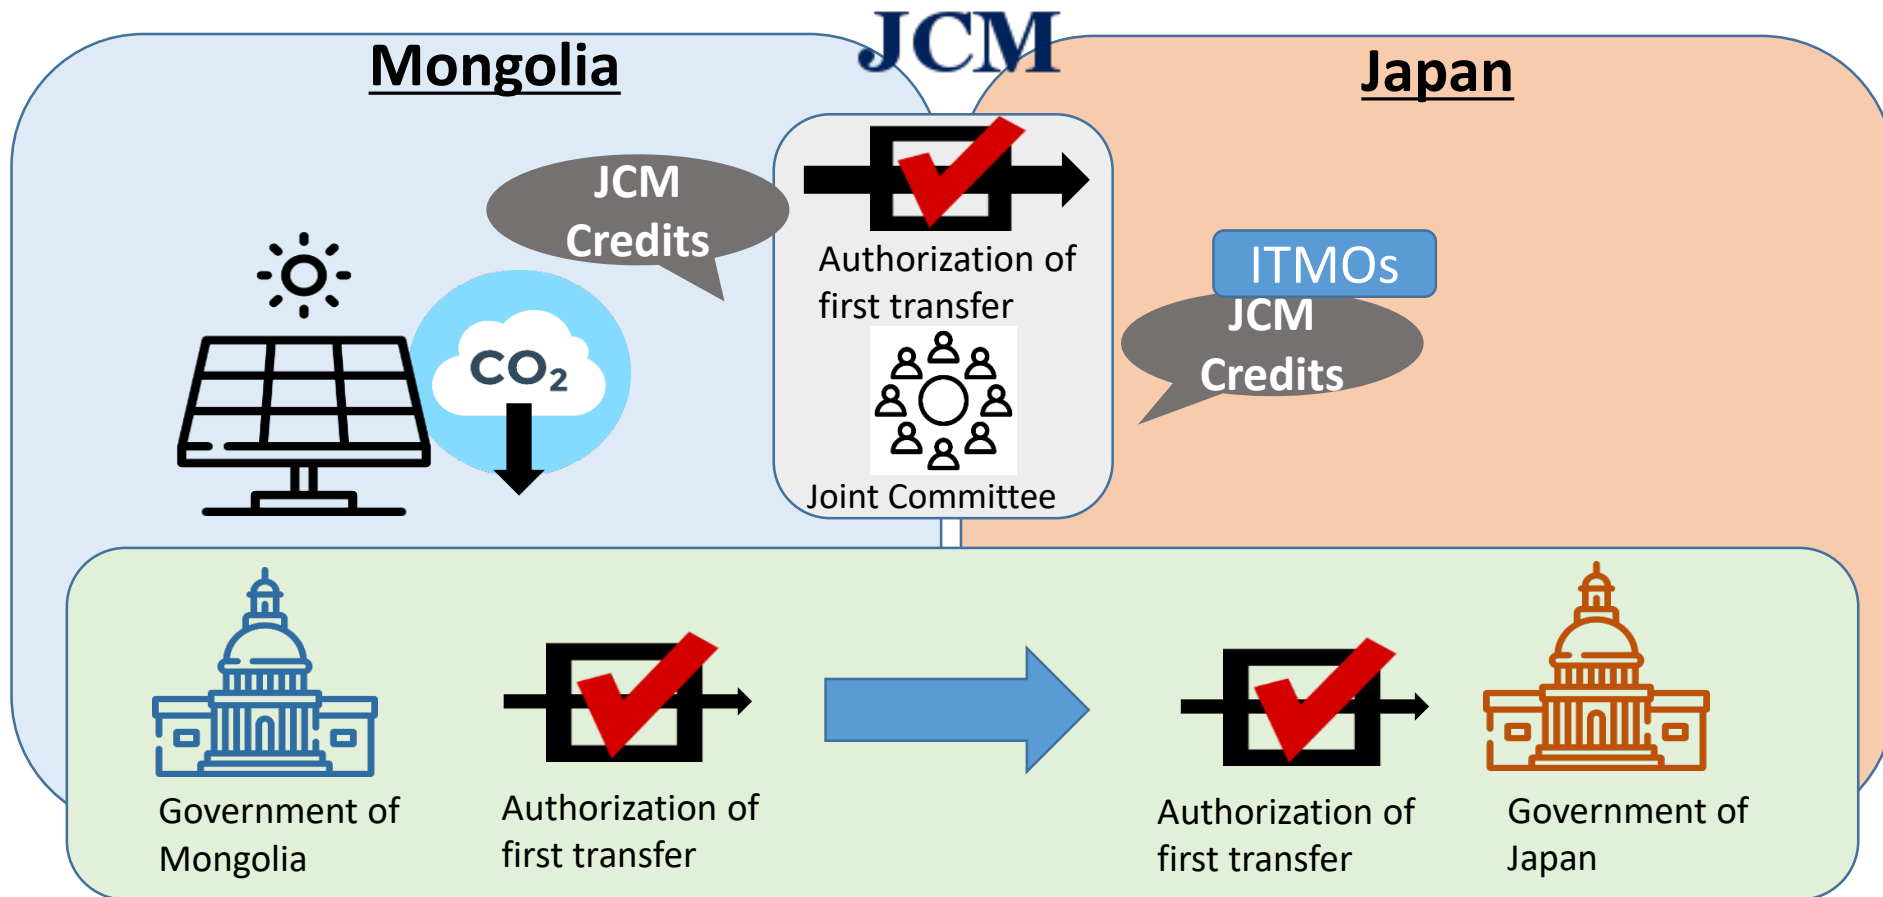 JCM
Mongolia
Japan
JCM
Credits
Authorization of
first transfer
ITMOs
JCM
Credits
CO₂
Joint Committee
Government of
Mongolia
Authorization of
first transfer
Authorization of
first transfer
Government of
Japan